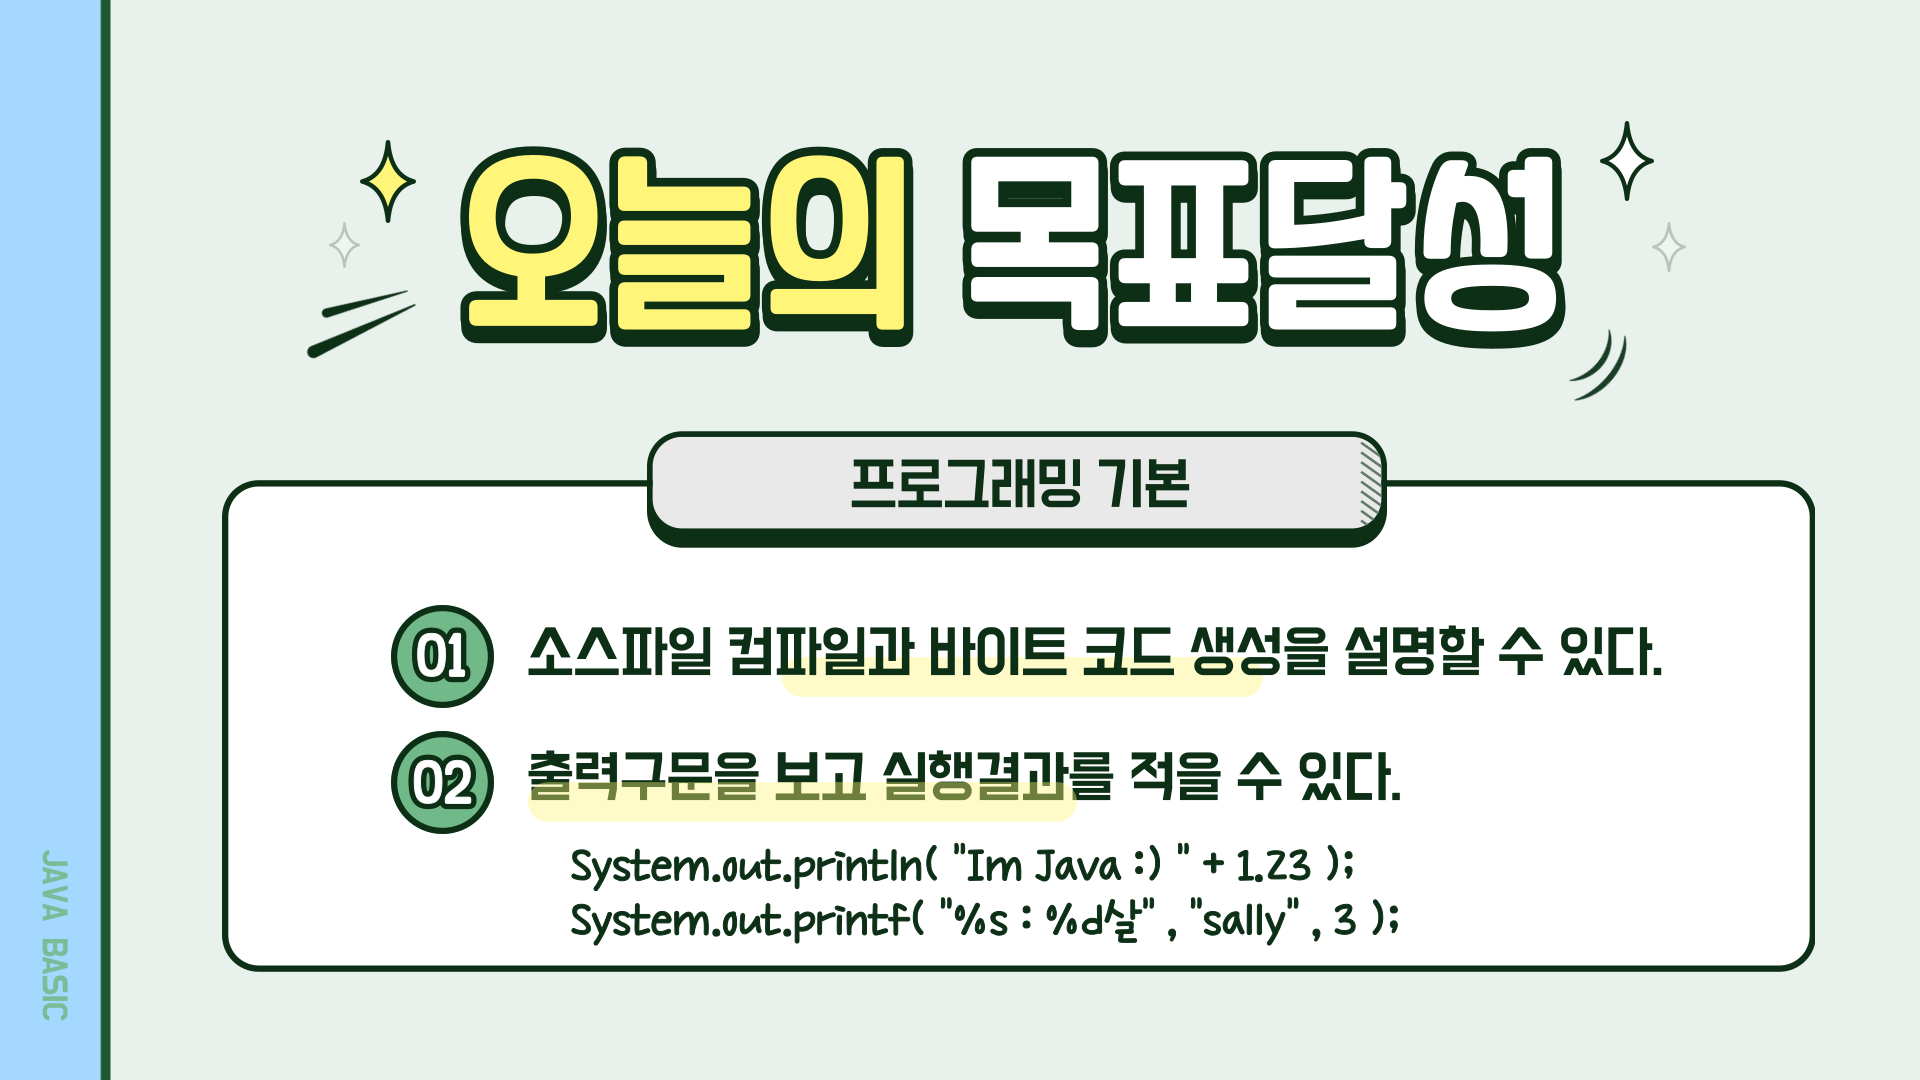 오늘의 목표달성
프로그래밍 기본
01 소스파일 컴파일과 바이트 코드 생성을 설명할 수 있다.
02 출력구문을 보고 실행결과를 적을 수 있다.
System.out.println( "Im Java :) " + 1.23 );
System.out.printf( "%s : %d살" , "sally" , 3 );
JAVA BASIC